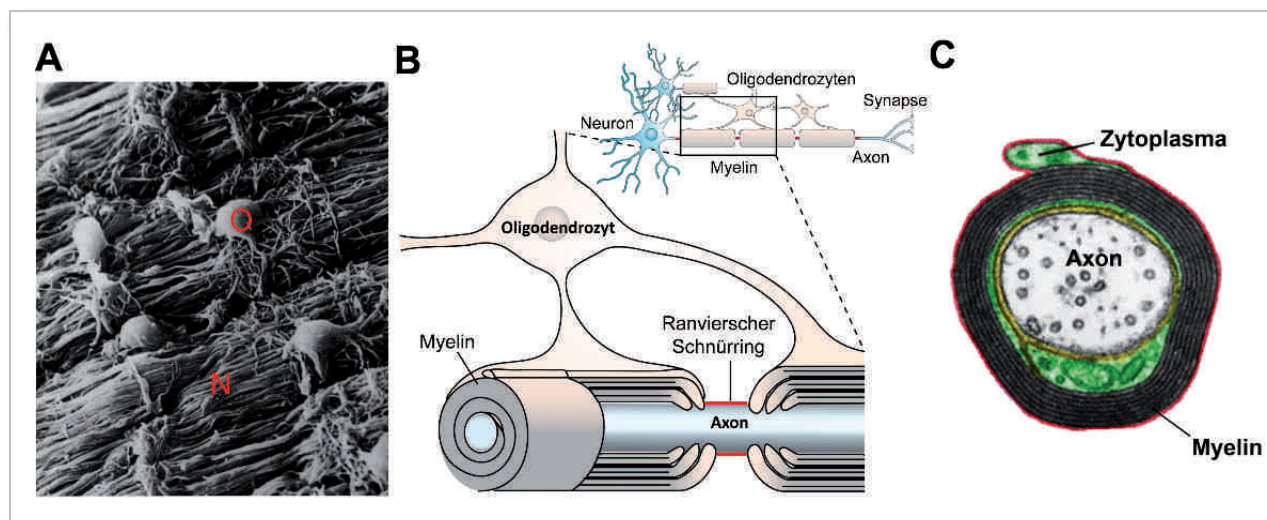 A
O
N
B
Oligodendrozyten
Synapse
Neuron
Myelin
Axon
Oligodendrozyt
Ranvierscher
Schnürring
Myelin
Axon
C
Zytoplasma
Axon
Myelin